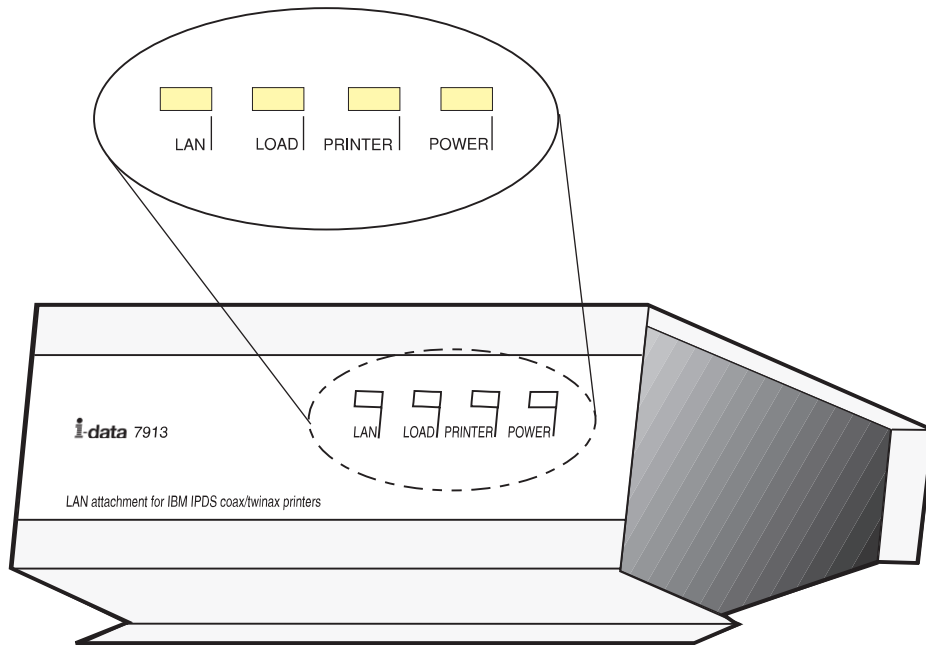 LAN LOAD PRINTER POWER
LAN LOAD PRINTER POWER
i-data 7913
LAN attachment for IBM IPDS coax/twinax printers